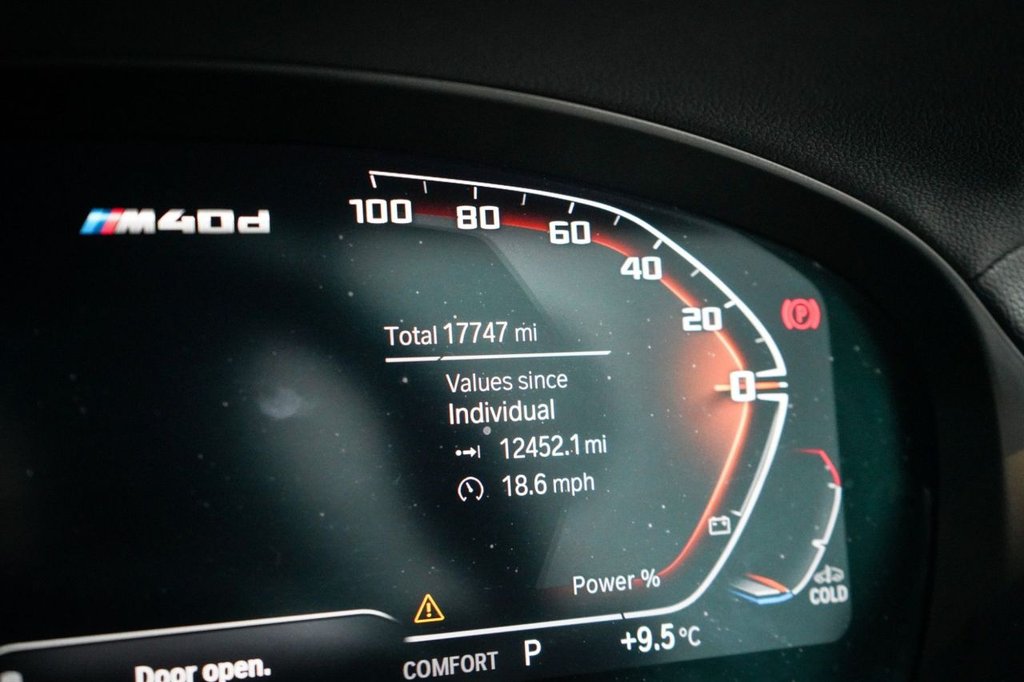 M40d
100
80
60
40
20
0
P
Total 17747 mi
Values since
Individual
12452.1 mi
18.6 mph
Power %
COLD
Door open.
COMFORT P +9.5°C